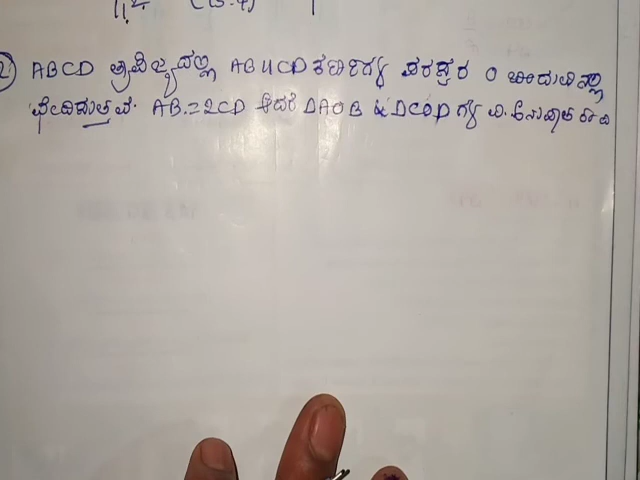 2) ABCD ತ್ರಾಪಿಜ್ಯದಲ್ಲಿ AB ॥ CD ಕರ್ಣಗಳು ಪರಸ್ಪರ O ಬಿಂದುವಿನಲ್ಲಿ
ಛೇದಿಸುತ್ತವೆ. AB = 2CD ಆದರೆ ΔAOB & ΔCOD ಗಳ ವಿ.